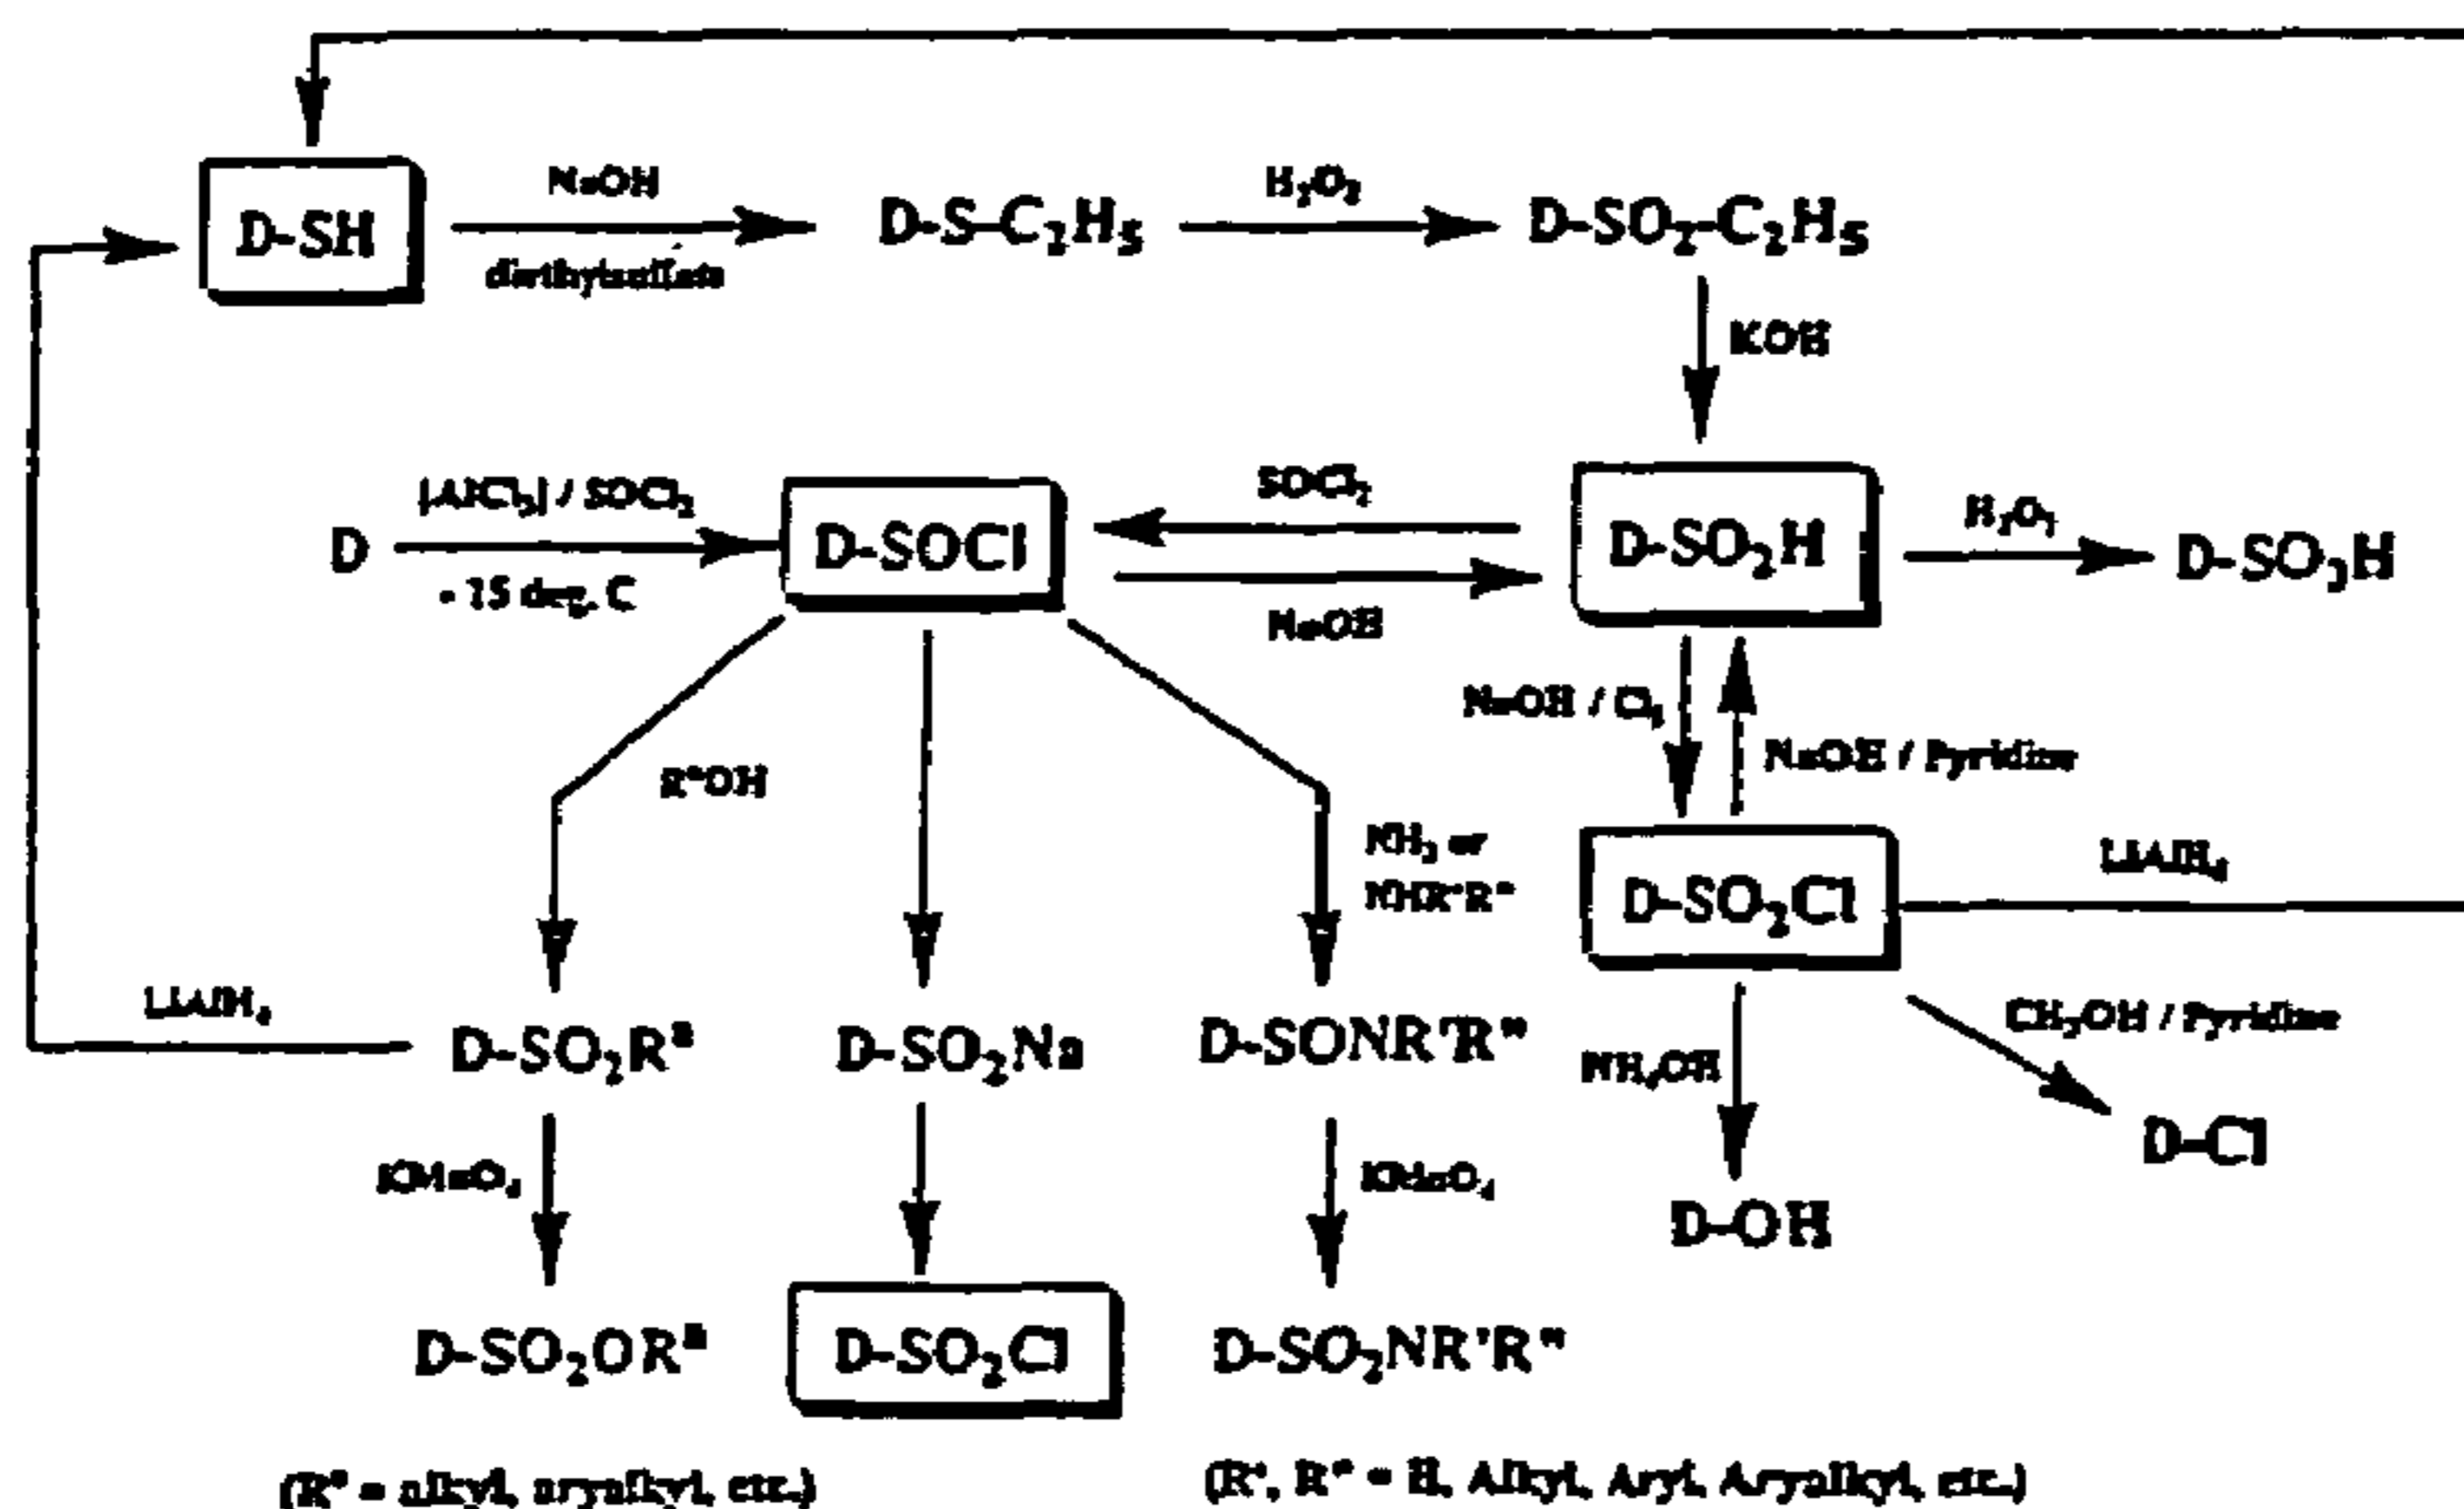 NaOH
H₂O₂
D-SH
D-S-C₂H₅
D-SO₂-C₂H₅
diethylsulfate
KOH
[AlCl₃] / SOCl₂
SOCl₂
D
D-SOCl
D-SO₂H
H₂O₂
D-SO₃H
- 15 deg. C
NaOH
NaOH / Cl₂
NaOH / Pyridine
R*OH
NH₃ or
NHR'R"
D-SO₂Cl
LiAlH₄
LiAlH₄
CH₃OH / Pyridine
D-SO₂R*
D-SO₂Na
D-SONR'R"
NH₄OH
D-Cl
KMnO₄
KMnO₄
D-OH
D-SO₂OR*
D-SO₂Cl
D-SO₂NR'R"
(R* = alkyl, aryalkyl, etc.)
(R', R" = H, Alkyl, Aryl, Aryalkyl, etc.)